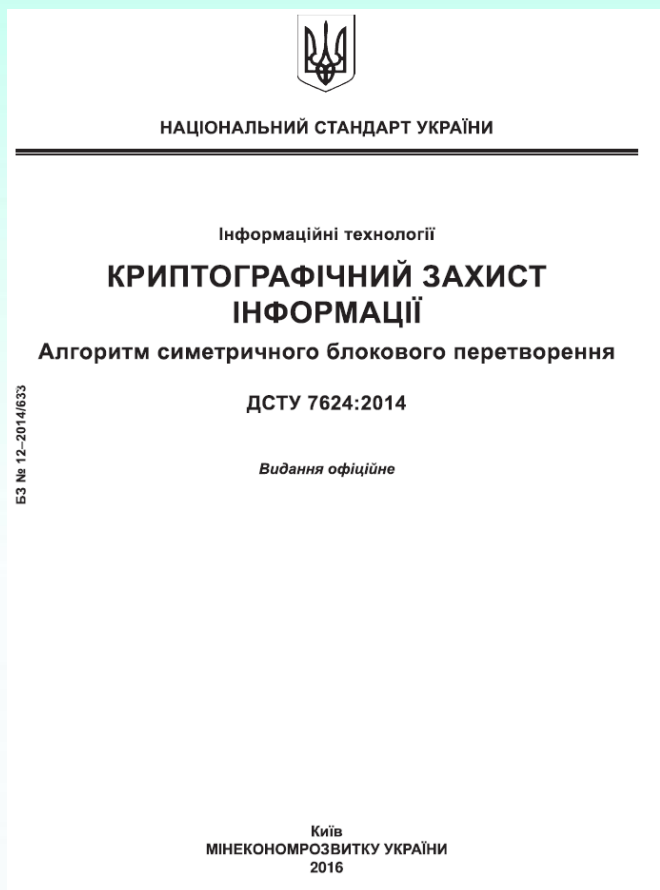 НАЦІОНАЛЬНИЙ СТАНДАРТ УКРАЇНИ
Інформаційні технології
КРИПТОГРАФІЧНИЙ ЗАХИСТ
ІНФОРМАЦІЇ
Алгоритм симетричного блокового перетворення
ДСТУ 7624:2014
БЗ № 12–2014/633
Видання офіційне
Київ
МІНЕКОНОМРОЗВИТКУ УКРАЇНИ
2016